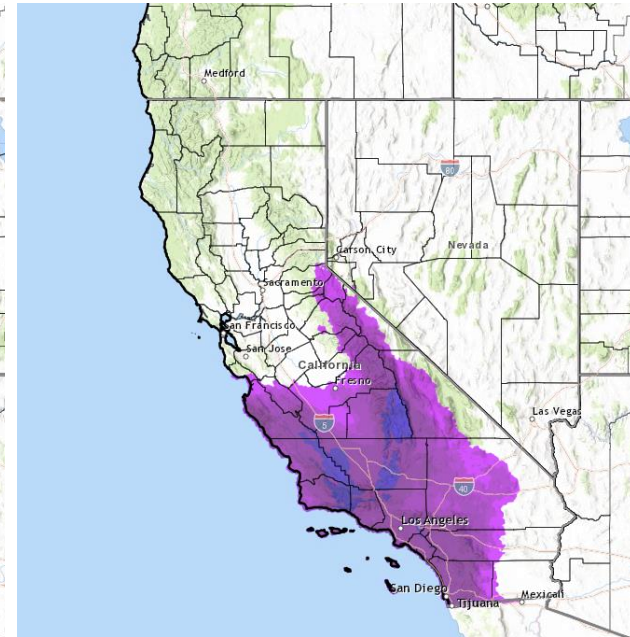 Medford
80
Carson City
Nevada
Sacramento
San Francisco
San Jose
California
Fresno
Las Vegas
5
40
Los Angeles
San Diego
Tijuana
Mexicali